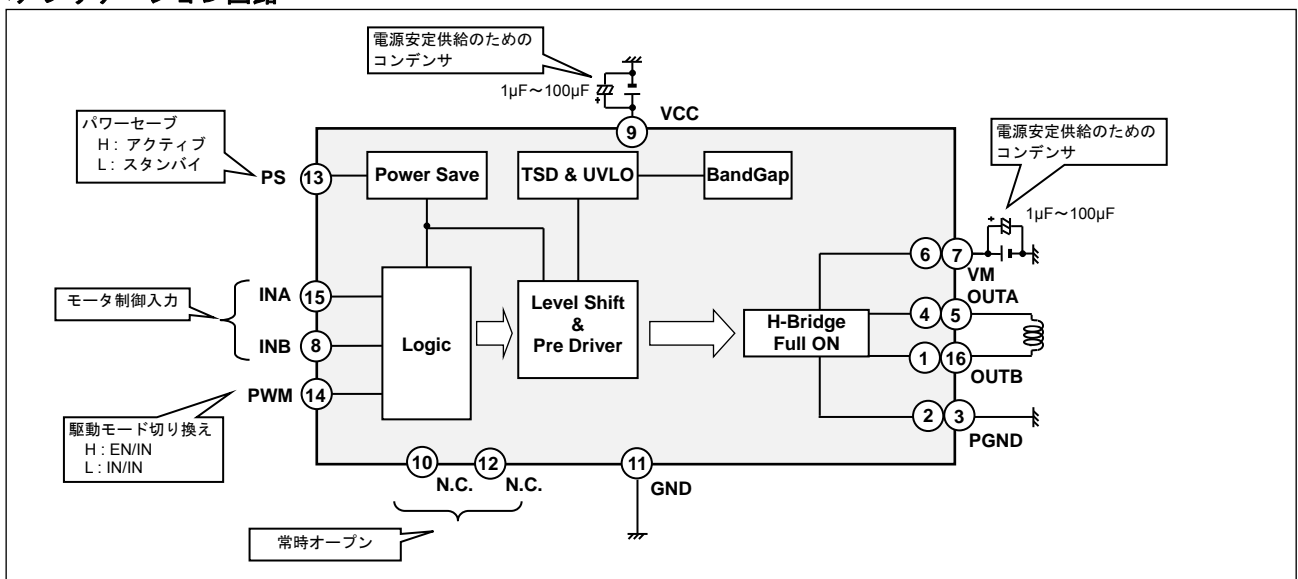 電源安定供給のための
コンデンサ
1µF～100µF
VCC
9
パワーセーブ
H : アクティブ
L : スタンバイ
電源安定供給のための
コンデンサ
1µF～100µF
PS
13
Power Save
TSD & UVLO
BandGap
6
7
VM
モータ制御入力
INA
15
INB
8
PWM
14
Logic
Level Shift
&
Pre Driver
H-Bridge
Full ON
OUTA
4
5
1
16
OUTB
2
3
PGND
駆動モード切り換え
H : EN/IN
L : IN/IN
10
N.C.
12
N.C.
11
GND
常時オープン